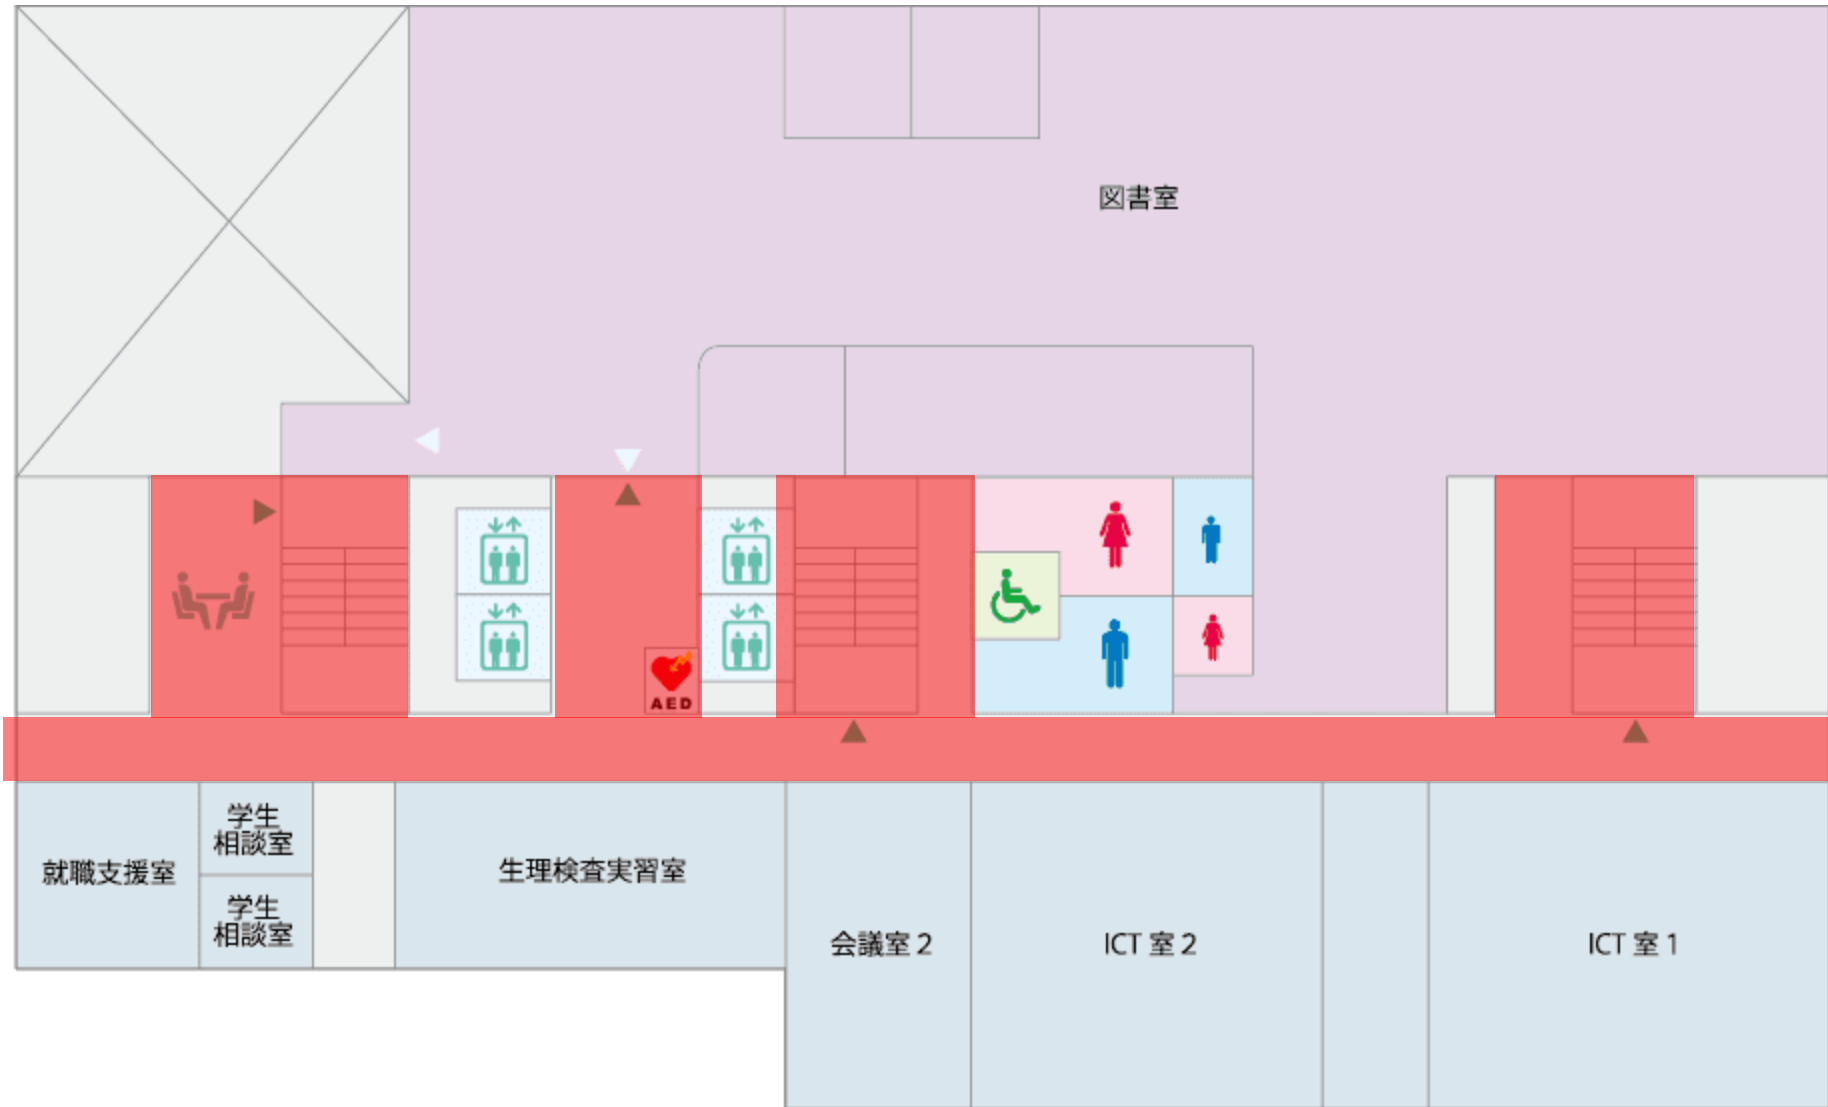 図書室
AED
学生
相談室
就職支援室
学生
相談室
生理検査実習室
会議室 2
ICT 室 2
ICT 室 1